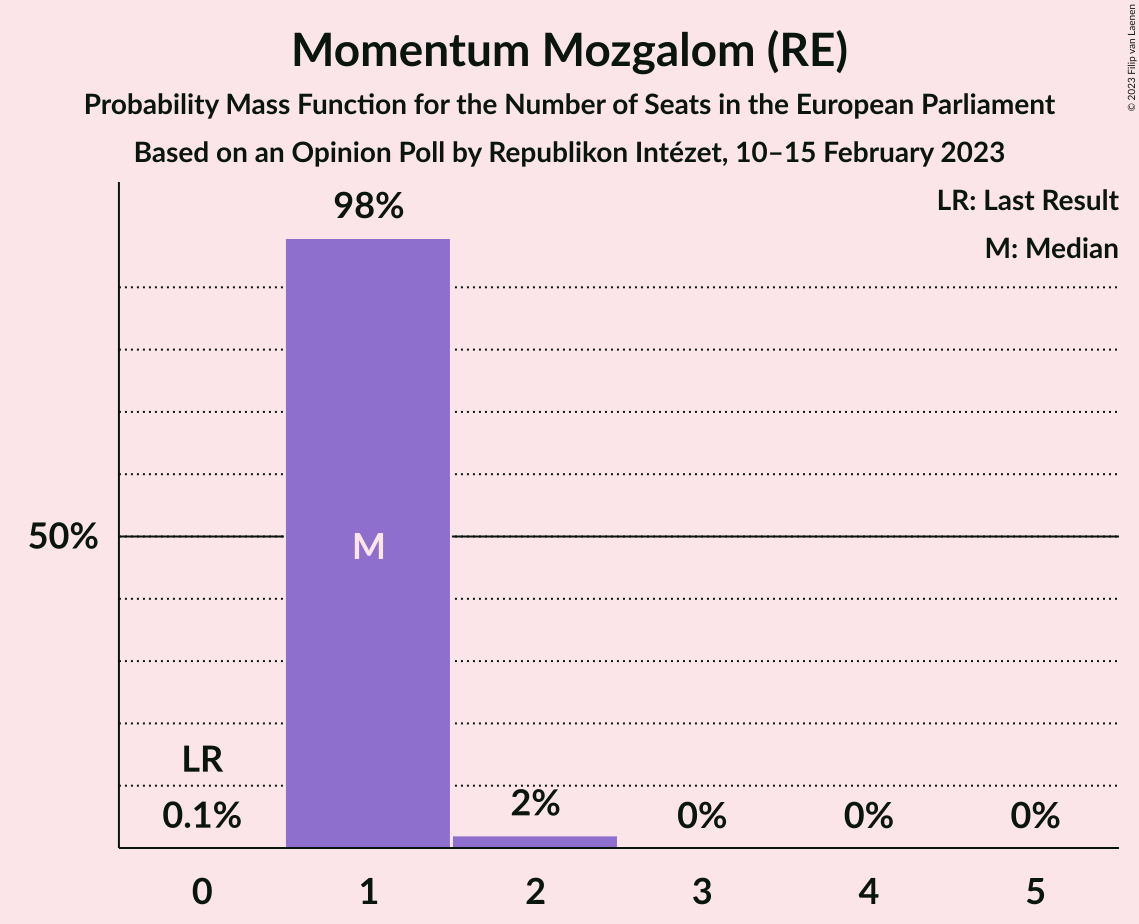 Momentum Mozgalom (RE)
Probability Mass Function for the Number of Seats in the European Parliament
Based on an Opinion Poll by Republikon Intézet, 10–15 February 2023
© 2023 Filip van Laenen
LR: Last Result
M: Median
98%
50%
M
LR
0.1%
2%
0%
0%
0%
0
1
2
3
4
5